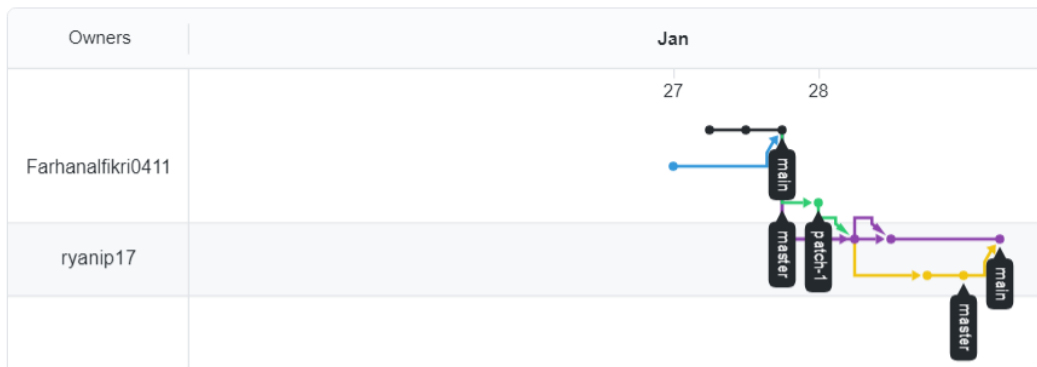 Owners
Jan
27
28
Farhanalfikri0411
main
master
patch-1
ryanip17
main
master